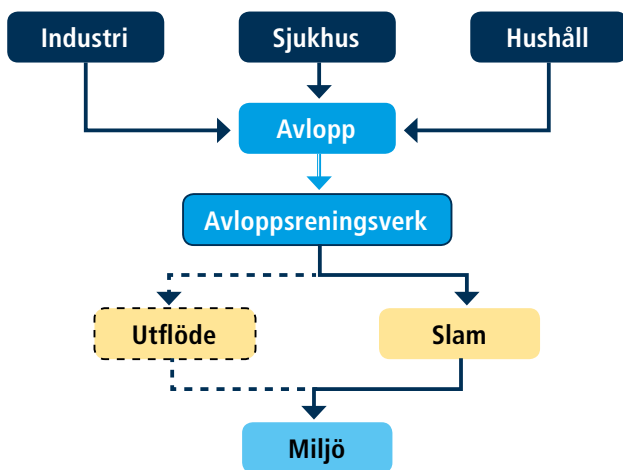 Industri
Sjukhus
Hushåll
Avlopp
Avloppsreningsverk
Utflöde
Slam
Miljö